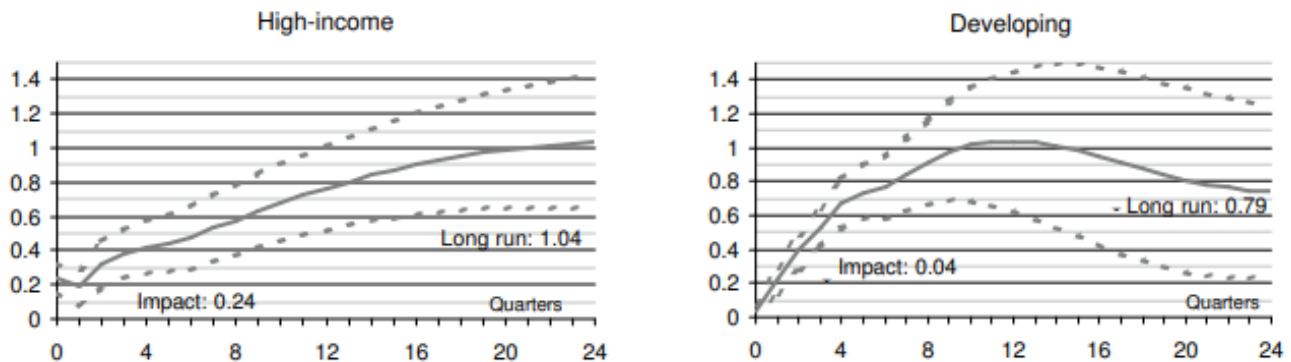 High-income
1.4
1.2
1
0.8
0.6
0.4
0.2
0
Long run: 1.04
Impact: 0.24
Quarters
0 4 8 12 16 20 24
Developing
1.4
1.2
1
0.8
0.6
0.4
0.2
0
Long run: 0.79
Impact: 0.04
Quarters
0 4 8 12 16 20 24